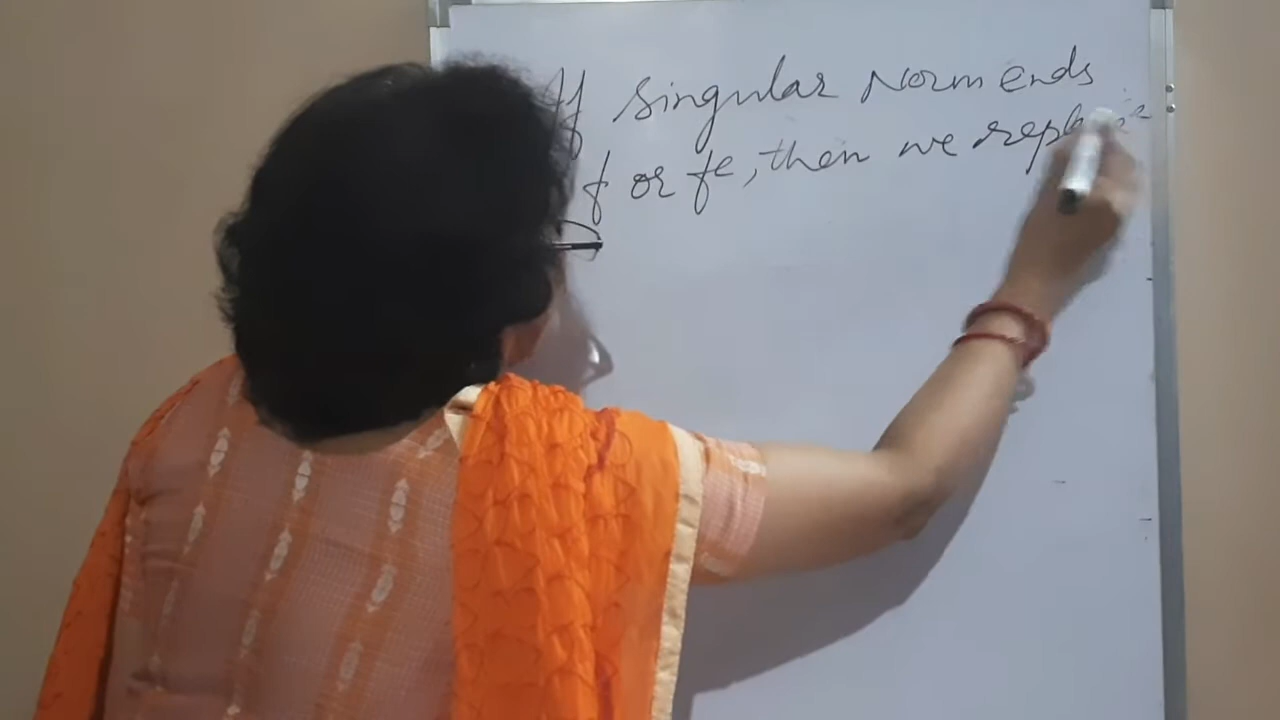 If singular Noun ends
f or fe, then we